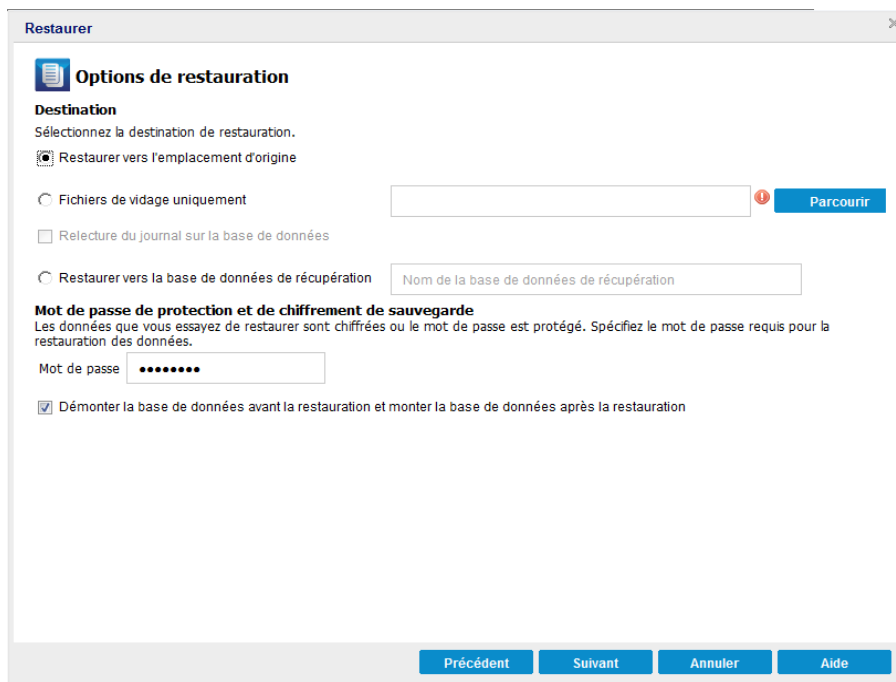 Restaurer
Options de restauration
Destination
Sélectionnez la destination de restauration.
Restaurer vers l'emplacement d'origine
Fichiers de vidage uniquement
Parcourir
Relecture du journal sur la base de données
Restaurer vers la base de données de récupération
Nom de la base de données de récupération
Mot de passe de protection et de chiffrement de sauvegarde
Les données que vous essayez de restaurer sont chiffrées ou le mot de passe est protégé. Spécifiez le mot de passe requis pour la
restauration des données.
Mot de passe ••••••••
Démonter la base de données avant la restauration et monter la base de données après la restauration
Précédent Suivant Annuler Aide